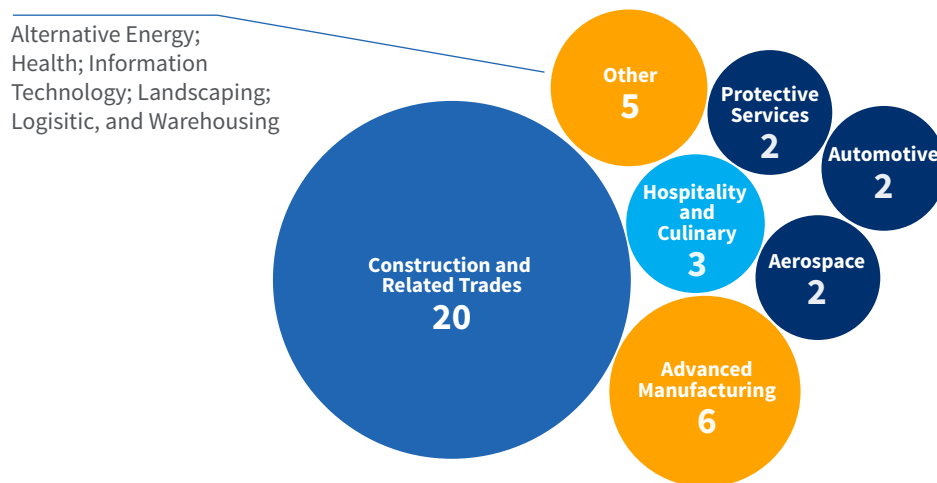 Alternative Energy;
Health; Information
Technology; Landscaping;
Logisitic, and Warehousing
Other
5
Protective
Services
2
Automotive
2
Hospitality
and
Culinary
3
Aerospace
2
Construction and
Related Trades
20
Advanced
Manufacturing
6